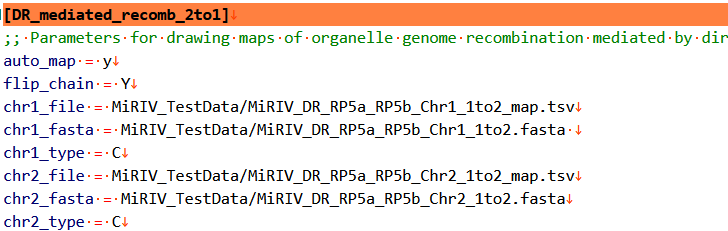 [DR_mediated_recomb_2to1]
;; Parameters for drawing maps of organelle genome recombination mediated by dir
auto_map = y
flip_chain = Y
chr1_file = MiRIV_TestData/MiRIV_DR_RP5a_RP5b_Chr1_1to2_map.tsv
chr1_fasta = MiRIV_TestData/MiRIV_DR_RP5a_RP5b_Chr1_1to2.fasta
chr1_type = C
chr2_file = MiRIV_TestData/MiRIV_DR_RP5a_RP5b_Chr2_1to2_map.tsv
chr2_fasta = MiRIV_TestData/MiRIV_DR_RP5a_RP5b_Chr2_1to2.fasta
chr2_type = C